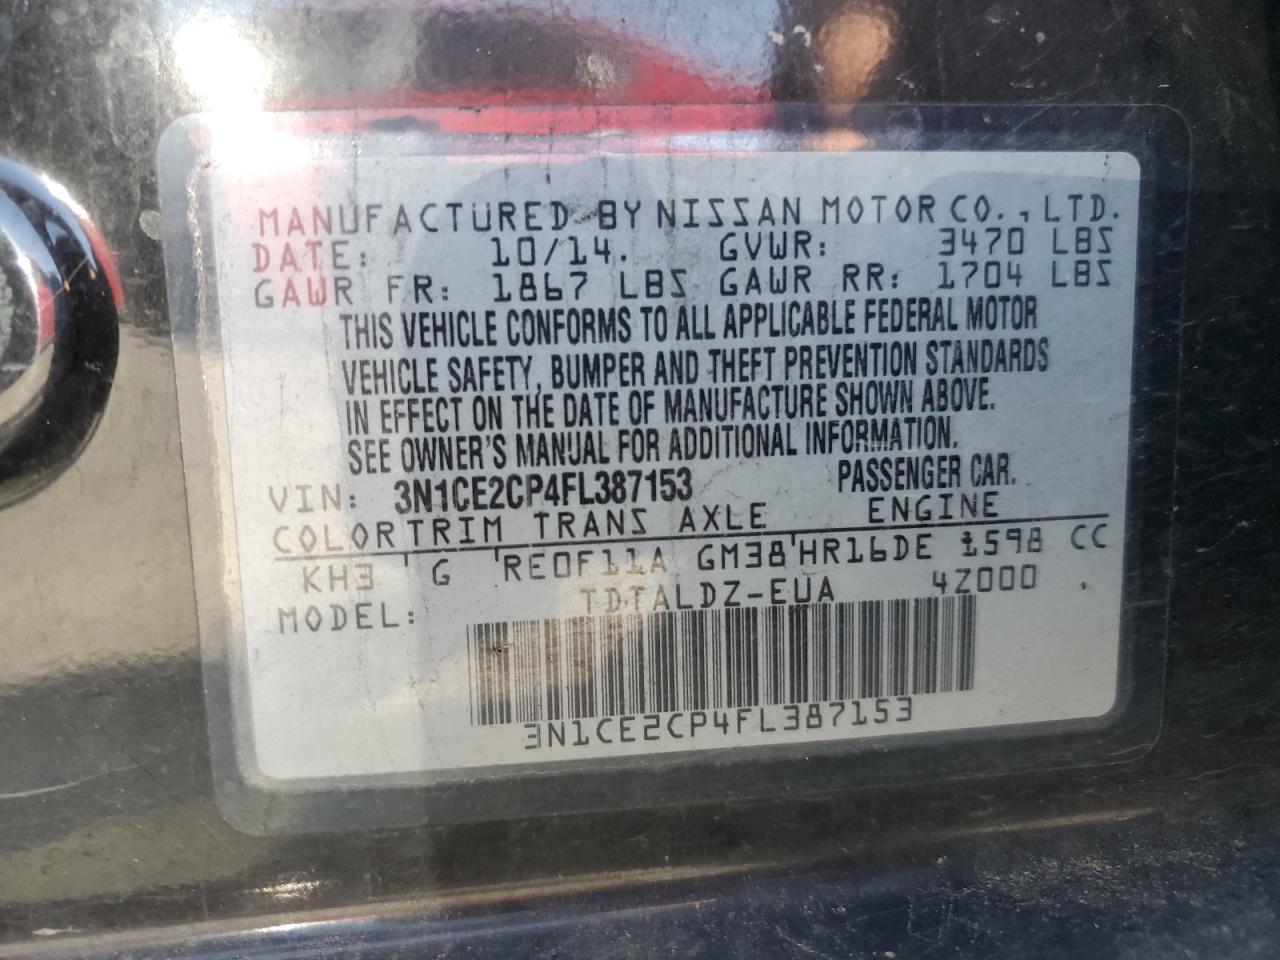 MANUFACTURED BY NISSAN MOTOR CO., LTD.
DATE: 10/14. GVWR: 3470 LBS
GAWR FR: 1867 LBS GAWR RR: 1704 LBS
THIS VEHICLE CONFORMS TO ALL APPLICABLE FEDERAL MOTOR
VEHICLE SAFETY, BUMPER AND THEFT PREVENTION STANDARDS
IN EFFECT ON THE DATE OF MANUFACTURE SHOWN ABOVE.
SEE OWNER'S MANUAL FOR ADDITIONAL INFORMATION.
VIN: 3N1CE2CP4FL387153 PASSENGER CAR.
COLOR TRIM TRANS AXLE ENGINE
KH3 G RE0F11A GM38 HR16DE 1598 CC
MODEL: TDTALDZ-EUA 4Z000 .
3N1CE2CP4FL387153